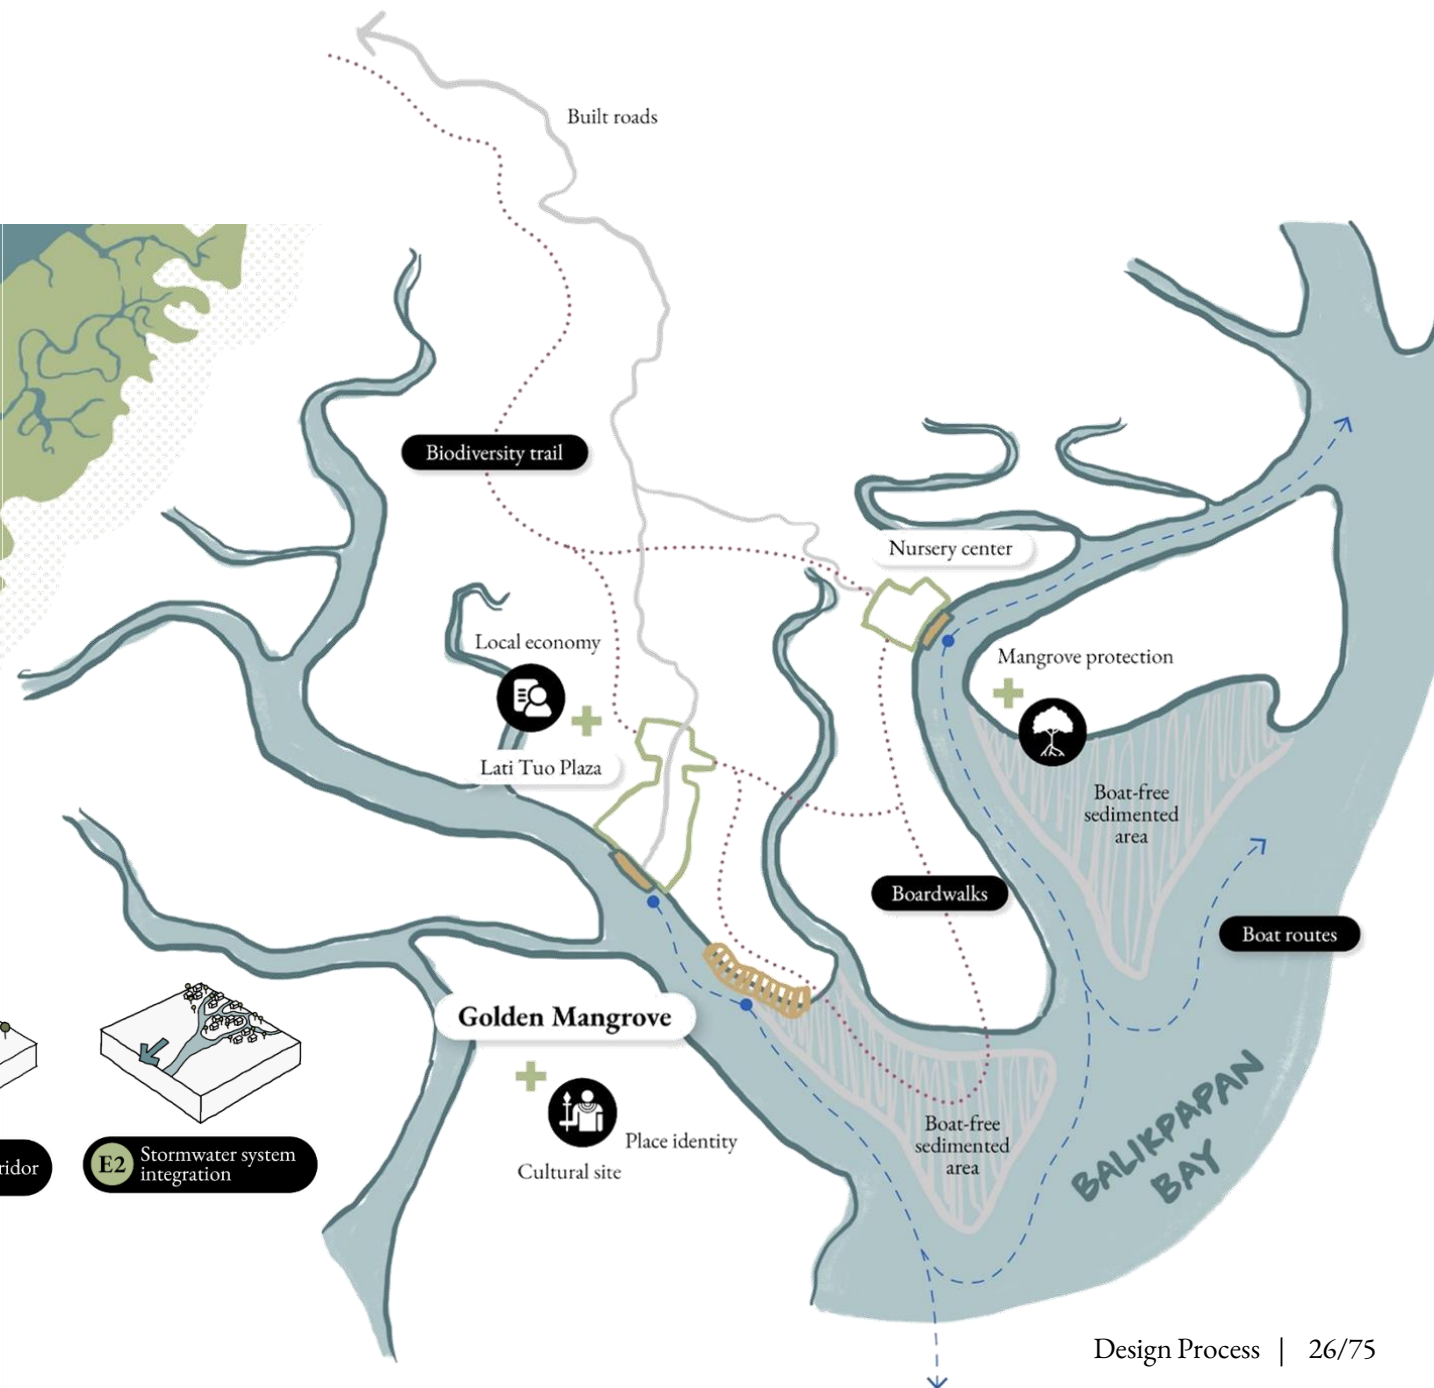 Built roads
Biodiversity trail
Nursery center
Local economy
Mangrove protection
Lati Tuo Plaza
Boat-free
sedimented
area
Boardwalks
Boat routes
Golden Mangrove
BALIKPAPAN
BAY
Boat-free
sedimented
area
Place identity
Cultural site
ridor
E2
Stormwater system
integration
Design Process | 26/75